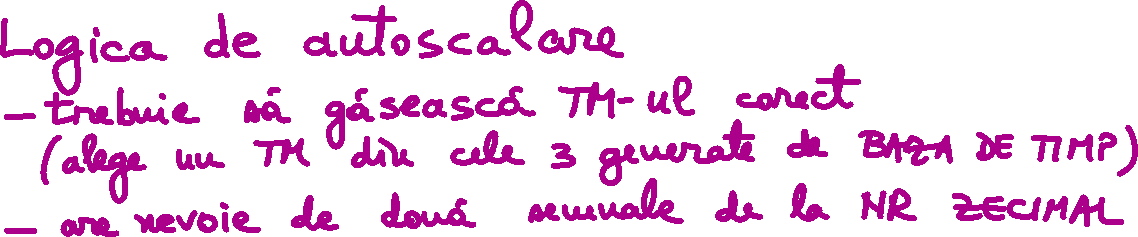 Logica de autoscalare
- trebuie să găsească TM-ul corect
(alege un TM din cele 3 generate de BAZA DE TIMP)
- are nevoie de două semnale de la NR ZECIMAL